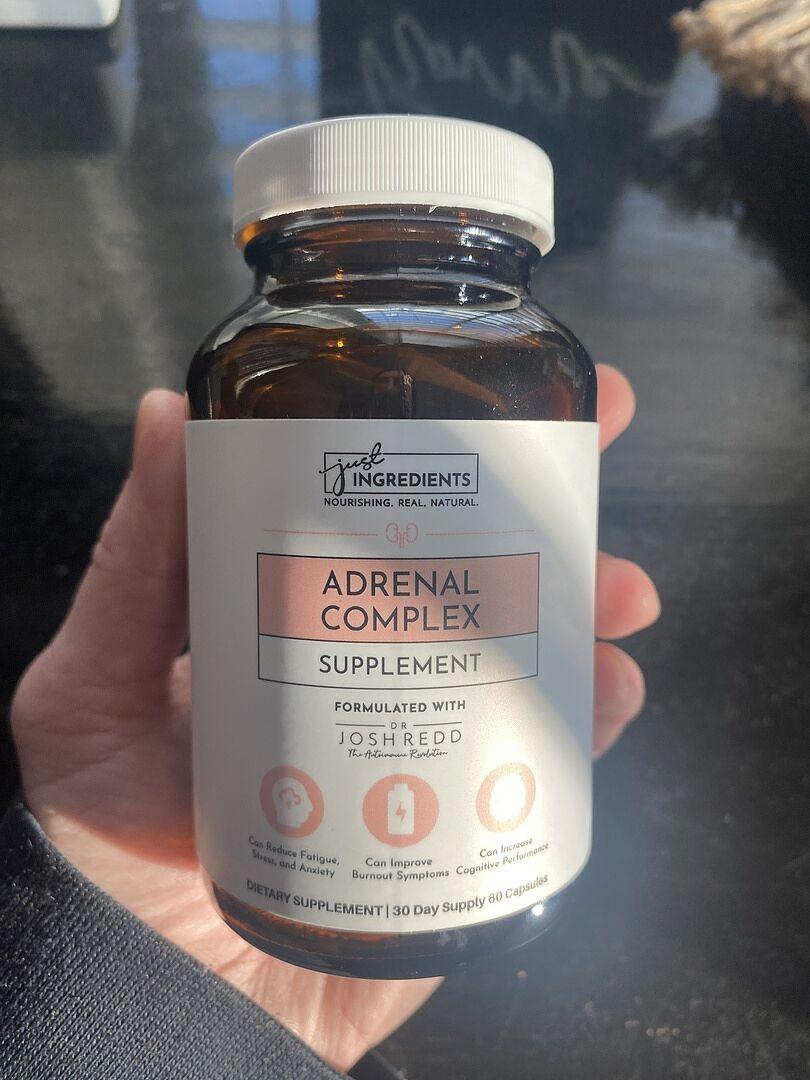 just
INGREDIENTS
NOURISHING. REAL. NATURAL.
ADRENAL
COMPLEX
SUPPLEMENT
FORMULATED WITH
DR
JOSH REDD
The Autoimmune Revolution
Can Reduce Fatigue,
Stress, and Anxiety
Can Improve
Burnout Symptoms
Can Increase
Cognitive Performance
DIETARY SUPPLEMENT | 30 Day Supply 60 Capsules